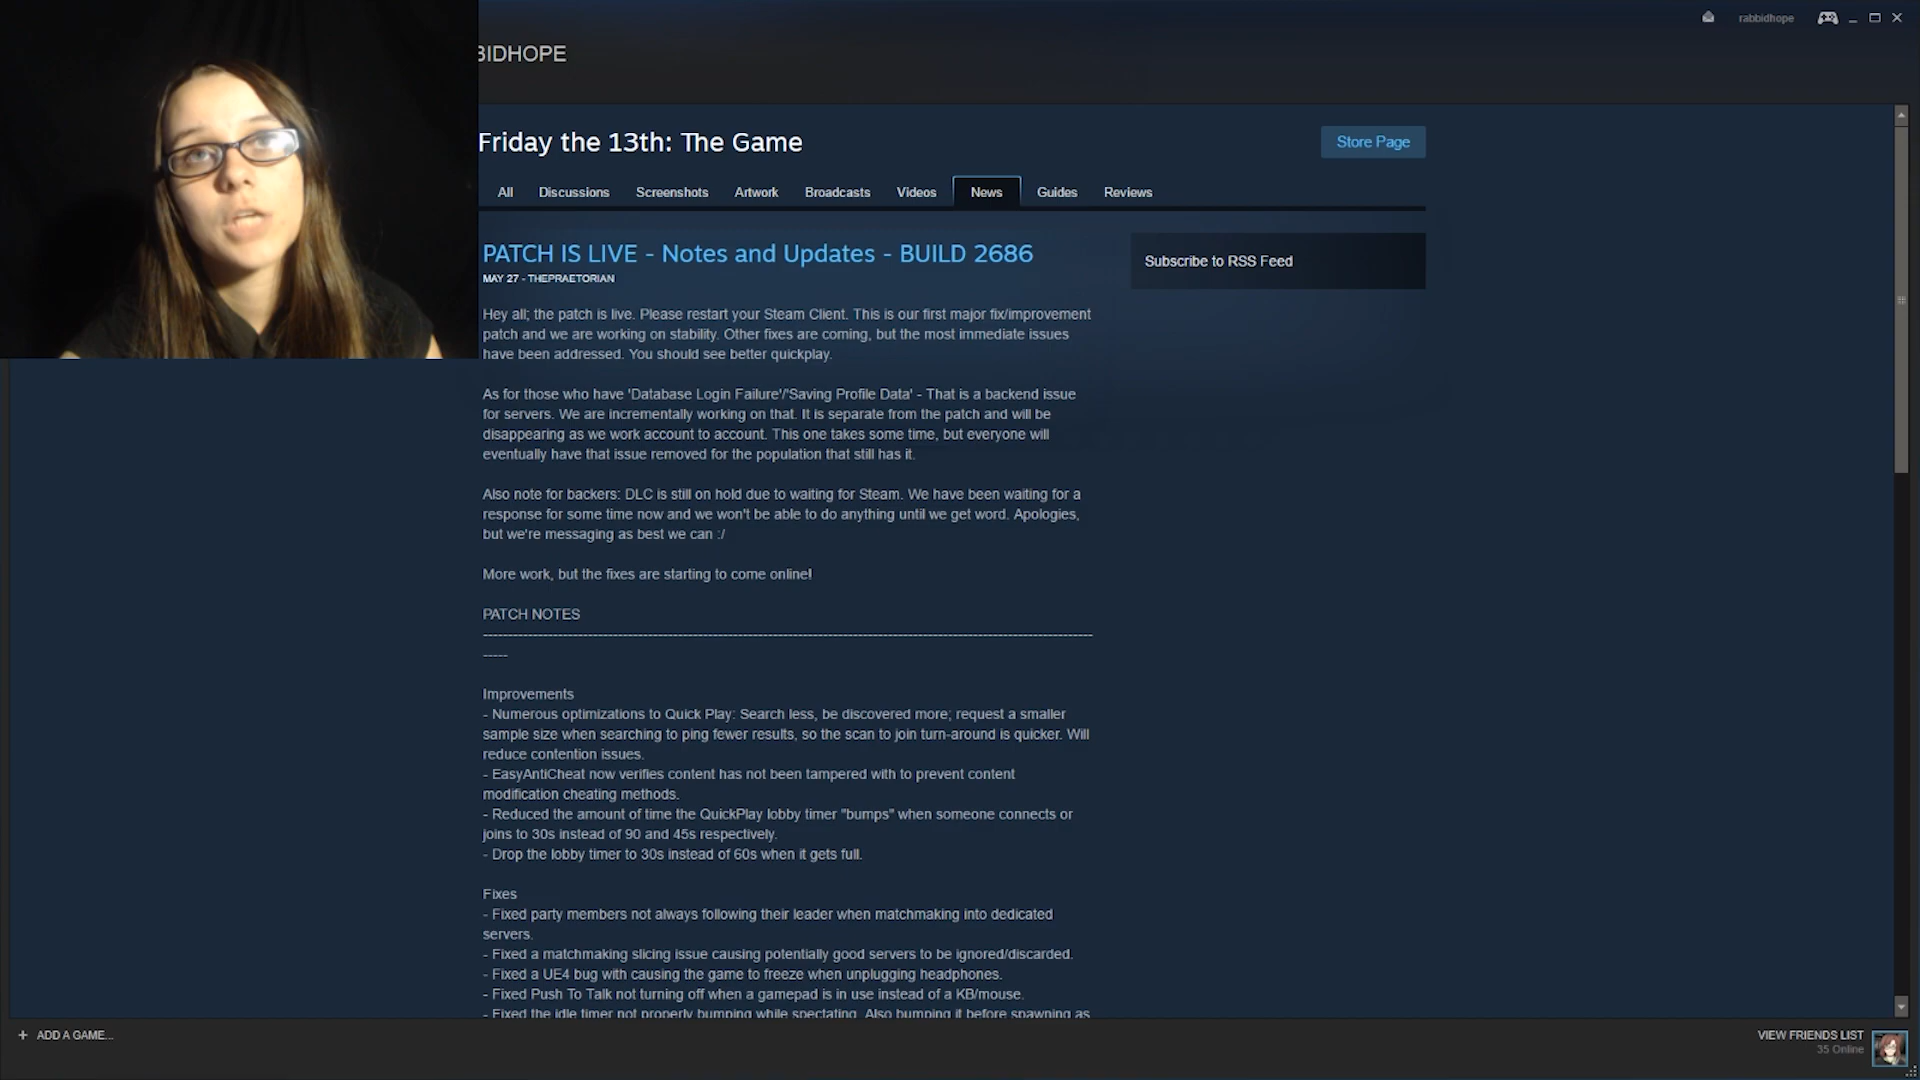 rabbidhope
BIDHOPE
Friday the 13th: The Game
Store Page
All Discussions Screenshots Artwork Broadcasts Videos News Guides Reviews
PATCH IS LIVE - Notes and Updates - BUILD 2686
MAY 27 - THEPRAETORIAN
Subscribe to RSS Feed
Hey all; the patch is live. Please restart your Steam Client. This is our first major fix/improvement
patch and we are working on stability. Other fixes are coming, but the most immediate issues
have been addressed. You should see better quickplay.
As for those who have 'Database Login Failure'/'Saving Profile Data' - That is a backend issue
for servers. We are incrementally working on that. It is separate from the patch and will be
disappearing as we work account to account. This one takes some time, but everyone will
eventually have that issue removed for the population that still has it.
Also note for backers: DLC is still on hold due to waiting for Steam. We have been waiting for a
response for some time now and we won't be able to do anything until we get word. Apologies,
but we're messaging as best we can :/
More work, but the fixes are starting to come online!
PATCH NOTES
--------------------------------------------------------------------------------------------------------------------------
-----
Improvements
- Numerous optimizations to Quick Play: Search less, be discovered more; request a smaller
sample size when searching to ping fewer results, so the scan to join turn-around is quicker. Will
reduce contention issues.
- EasyAntiCheat now verifies content has not been tampered with to prevent content
modification cheating methods.
- Reduced the amount of time the QuickPlay lobby timer "bumps" when someone connects or
joins to 30s instead of 90 and 45s respectively.
- Drop the lobby timer to 30s instead of 60s when it gets full.
Fixes
- Fixed party members not always following their leader when matchmaking into dedicated
servers.
- Fixed a matchmaking slicing issue causing potentially good servers to be ignored/discarded.
- Fixed a UE4 bug with causing the game to freeze when unplugging headphones.
- Fixed Push To Talk not turning off when a gamepad is in use instead of a KB/mouse.
- Fixed the idle timer not properly bumping while spectating. Also bumping it before spawning as
+ ADD A GAME...
VIEW FRIENDS LIST
35 Online